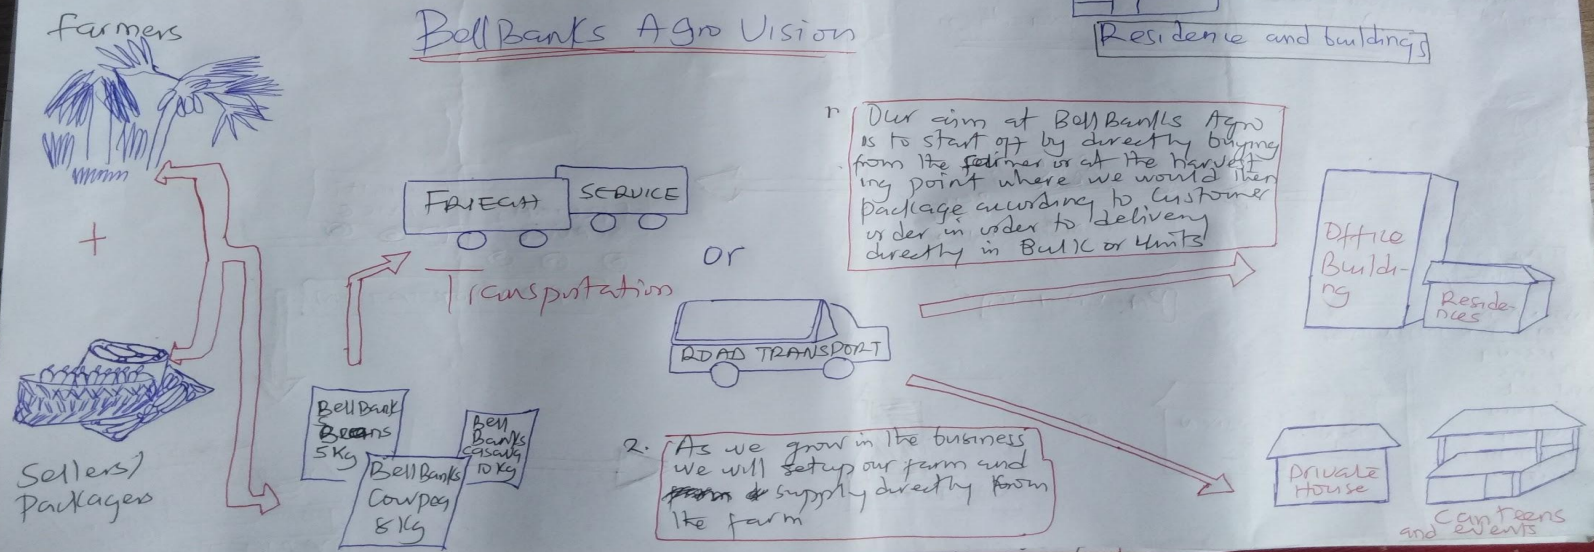 BellBanks Agro Vision
Residence and buildings
farmers
+
Sellers/
Packagers
FRIEGH
SERVICE
Transportation
or
ROAD TRANSPORT
BellBank
Beans
5Kg
BellBanks
Cowpea
8Kg
Bell
Banks
Casava
10 Kg
1. Our aim at BellBanks Agro
is to start off by directly buying
from the farmer or at the harvest
ing point where we would then
package according to Customer
order in order to delivery
directly in Bulk or Units
2. As we grow in the business
we will setup our farm and
supply directly from
the farm
Office
Buildi-
ng
Reside-
nces
Private
House
Canteens
and events